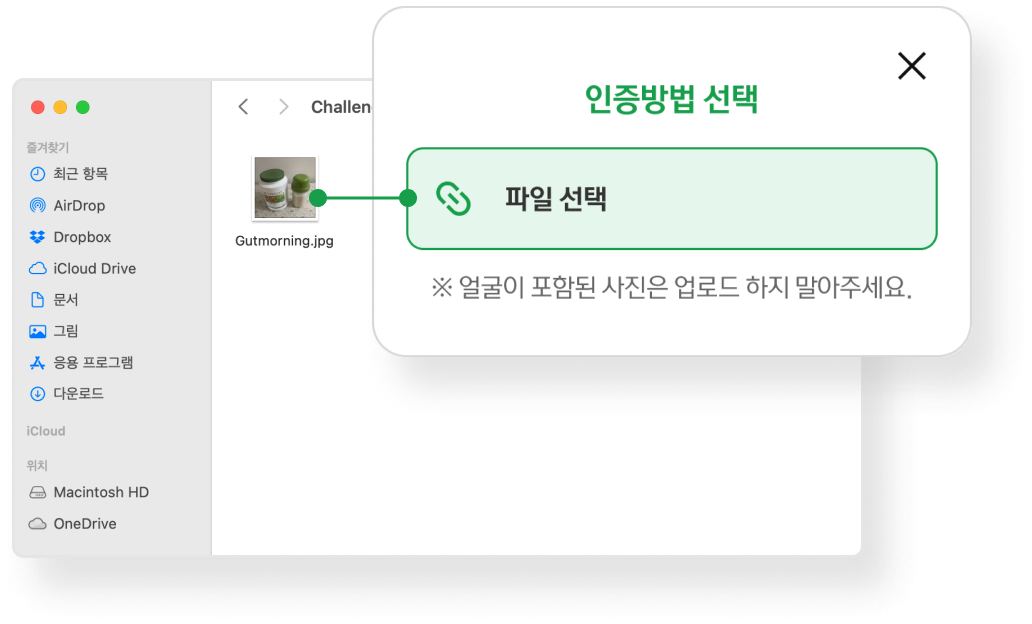 인증방법 선택
파일 선택
※ 얼굴이 포함된 사진은 업로드 하지 말아주세요.
Challen
Gutmorning.jpg
즐겨찾기
최근 항목
AirDrop
Dropbox
iCloud Drive
문서
그림
응용 프로그램
다운로드
iCloud
위치
Macintosh HD
OneDrive